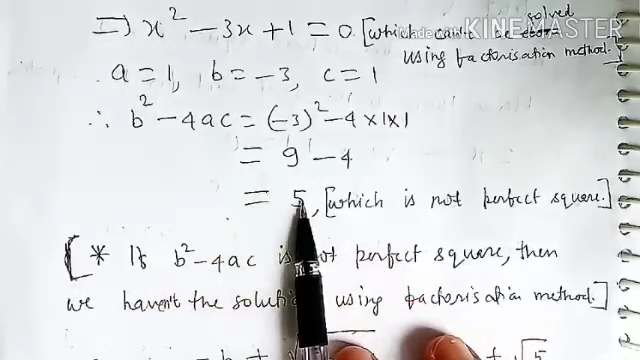 ⇒ x² - 3x + 1 = 0 [which can't be solved
using factorisation method.]
Made with KINEMASTER
a = 1, b = -3, c = 1
∴ b² - 4ac = (-3)² - 4×1×1
= 9 - 4
= 5, [which is not perfect square.]
[* If b² - 4ac is not perfect square, then
we haven't the solution using factorisation method.]